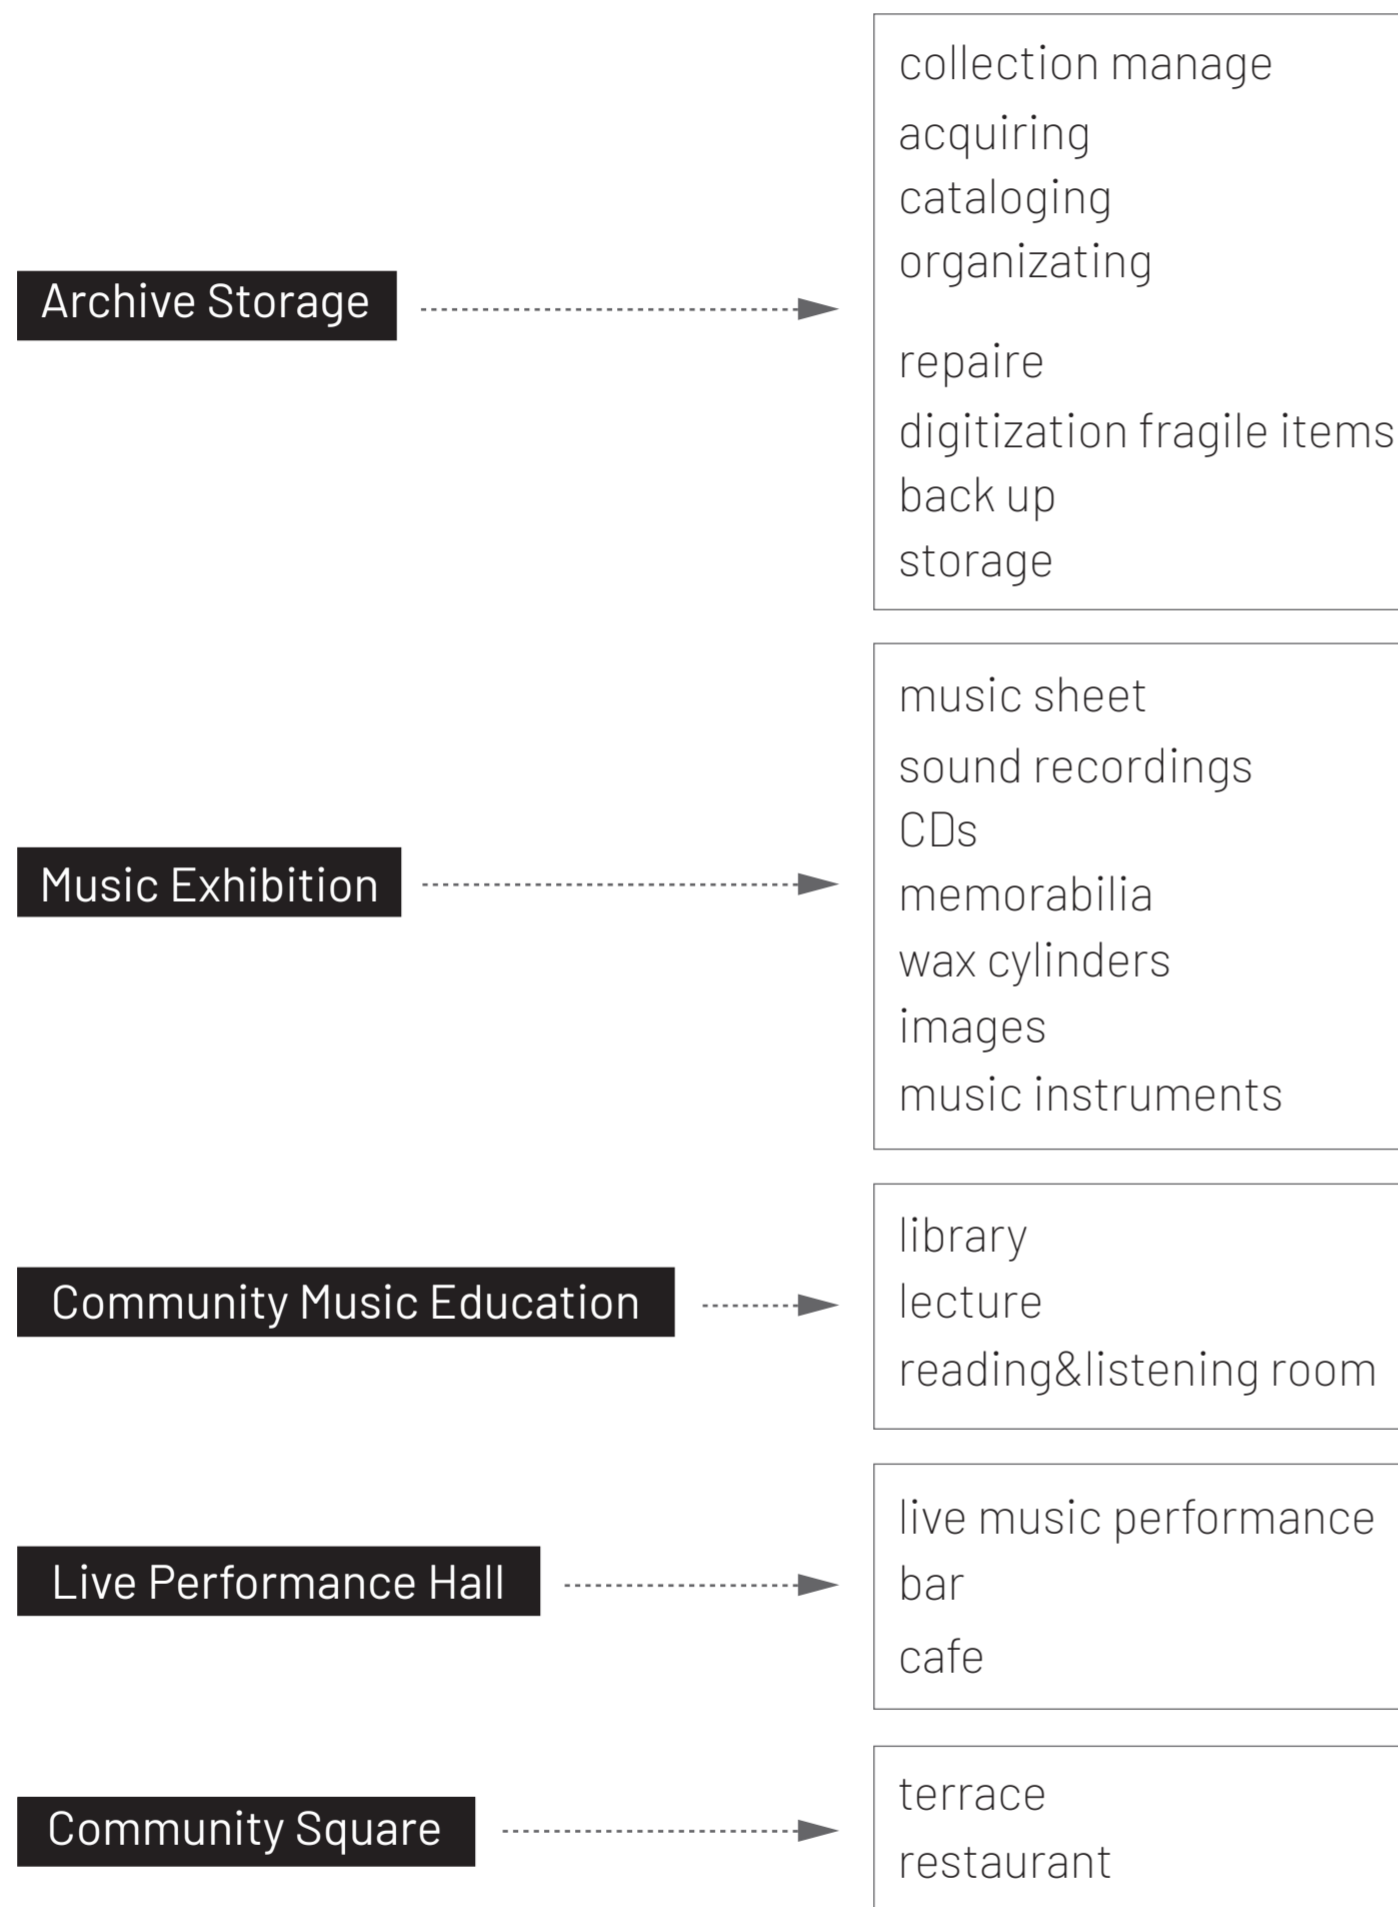 Archive Storage
collection manage
acquiring
cataloging
organizating
repaire
digitization fragile items
back up
storage
Music Exhibition
music sheet
sound recordings
CDs
memorabilia
wax cylinders
images
music instruments
Community Music Education
library
lecture
reading&listening room
Live Performance Hall
live music performance
bar
cafe
Community Square
terrace
restaurant